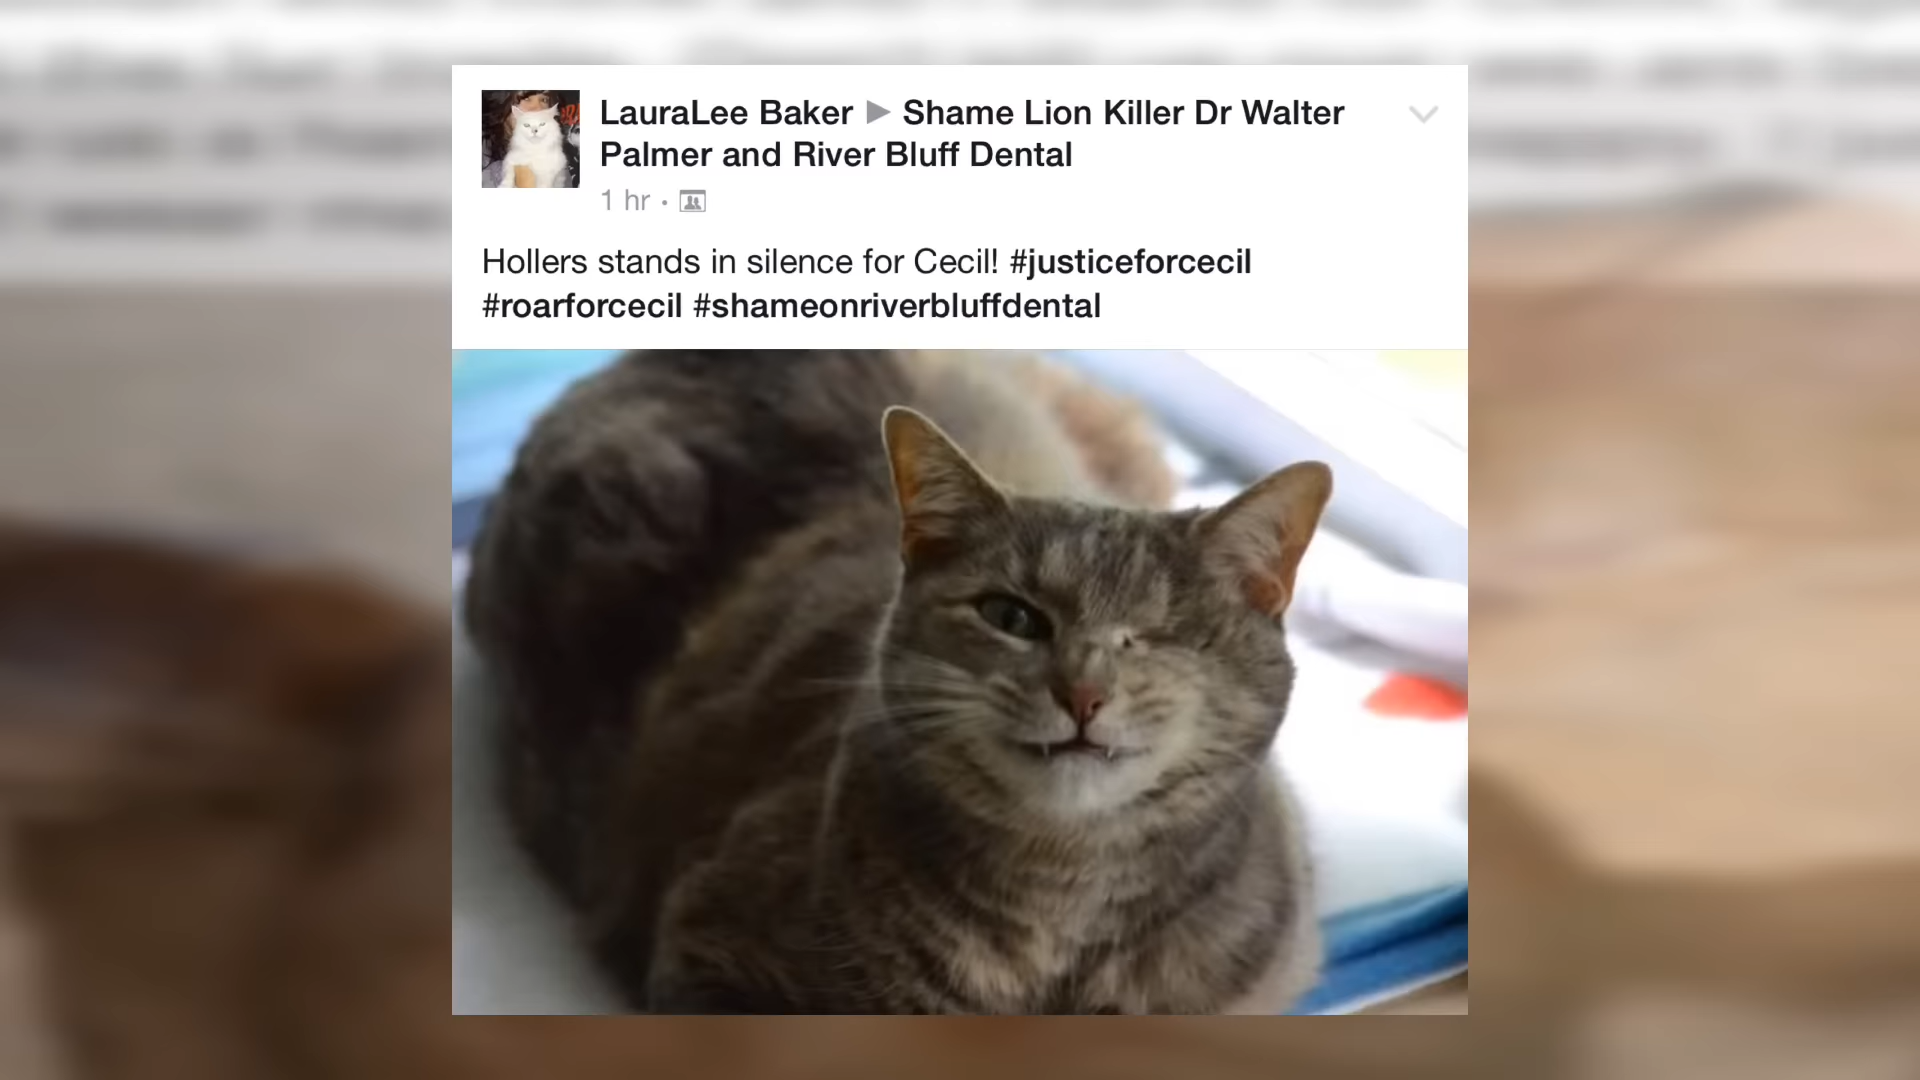 LauraLee Baker ▶ Shame Lion Killer Dr Walter
Palmer and River Bluff Dental
1 hr ·
Hollers stands in silence for Cecil! #justiceforcecil
#roarforcecil #shameonriverbluffdental